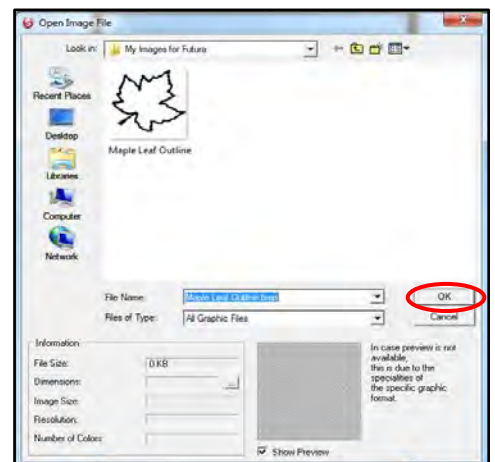 Open Image File
Look in: My Images for Futura
Recent Places
Desktop
Libraries
Computer
Network
Maple Leaf Outline
File Name: Maple Leaf Outline.bmp
OK
Files of Type: All Graphic Files
Cancel
Information
File Size: 0 KB
Dimensions:
...
Image Size:
Resolution:
Number of Colors:
In case preview is not
available,
this is due to the
specialities of
the specific graphic
format.
Show Preview